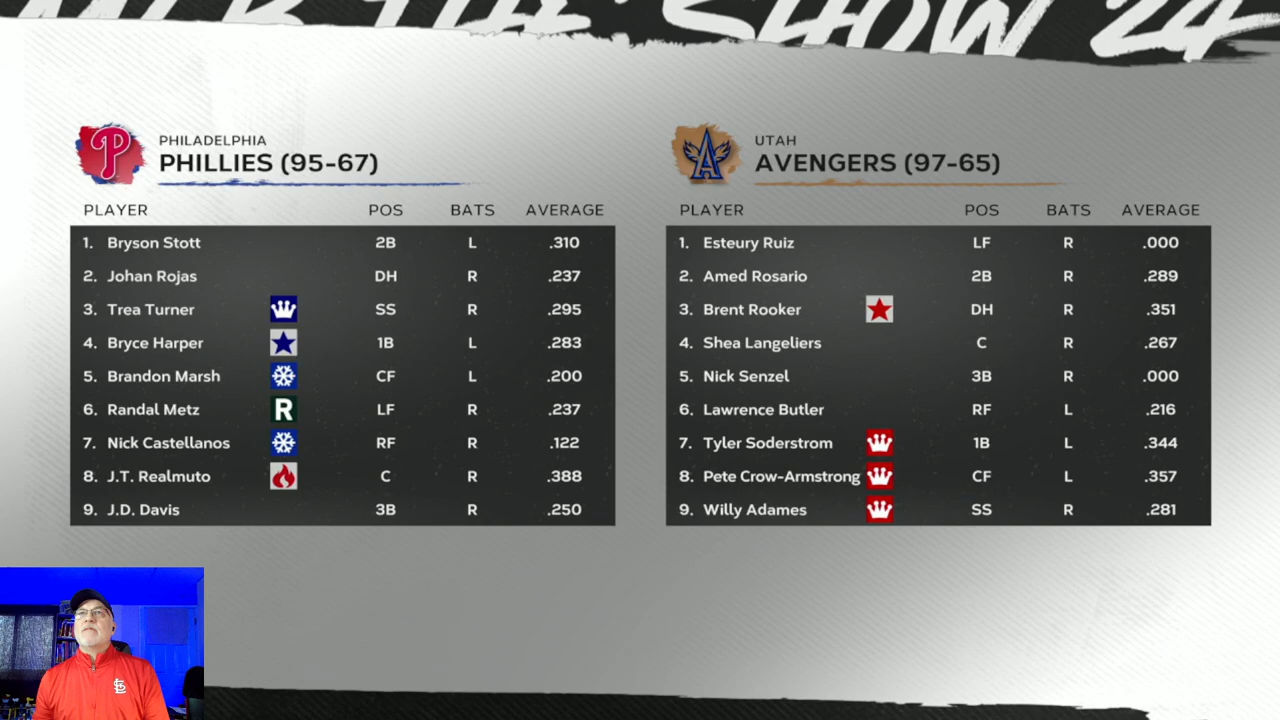 MLB THE SHOW 24
PHILADELPHIA
PHILLIES (95-67)
PLAYER POS BATS AVERAGE
1. Bryson Stott 2B L .310
2. Johan Rojas DH R .237
3. Trea Turner SS R .295
4. Bryce Harper 1B L .283
5. Brandon Marsh CF L .200
6. Randal Metz R LF R .237
7. Nick Castellanos RF R .122
8. J.T. Realmuto C R .388
9. J.D. Davis 3B R .250
UTAH
AVENGERS (97-65)
PLAYER POS BATS AVERAGE
1. Esteury Ruiz LF R .000
2. Amed Rosario 2B R .289
3. Brent Rooker DH R .351
4. Shea Langeliers C R .267
5. Nick Senzel 3B R .000
6. Lawrence Butler RF L .216
7. Tyler Soderstrom 1B L .344
8. Pete Crow-Armstrong CF L .357
9. Willy Adames SS R .281